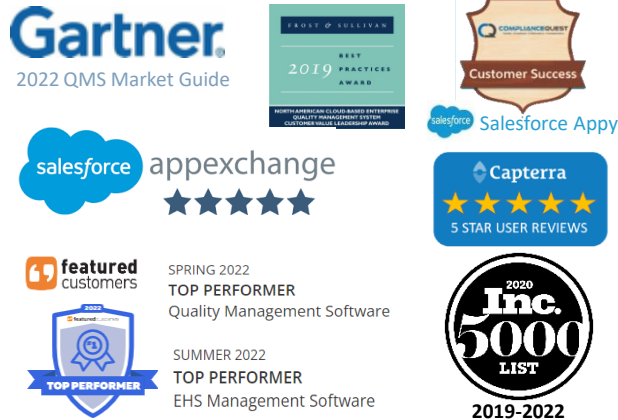 Gartner
2022 QMS Market Guide
FROST & SULLIVAN
2019
BEST
PRACTICES
AWARD
NORTH AMERICAN CLOUD-BASED ENTERPRISE
QUALITY MANAGEMENT SYSTEM
CUSTOMER VALUE LEADERSHIP AWARD
COMPLIANCEQUEST
Customer Success
salesforce Salesforce Appy
salesforce appexchange
Capterra
5 STAR USER REVIEWS
featured
customers
SPRING 2022
TOP PERFORMER
Quality Management Software
2022
featuredcustomers
#1
TOP PERFORMER
SUMMER 2022
TOP PERFORMER
EHS Management Software
2020
Inc.
5000
LIST
2019-2022